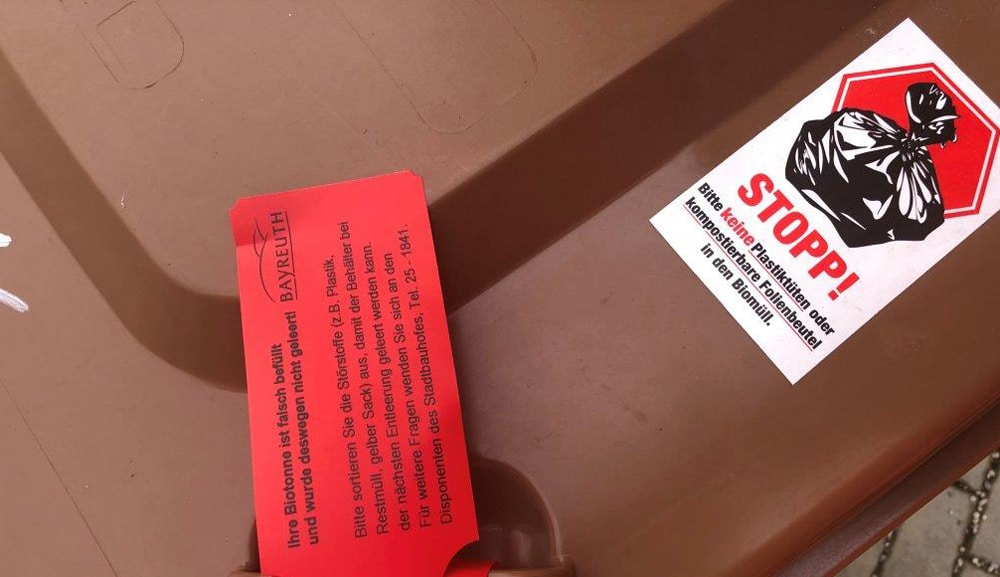 BAYREUTH
Ihre Biotonne ist falsch befüllt
und wurde deswegen nicht geleert!
Bitte sortieren Sie die Störstoffe (z.B. Plastik,
Restmüll, gelber Sack) aus, damit der Behälter bei
der nächsten Entleerung geleert werden kann.
Für weitere Fragen wenden Sie sich an den
Disponenten des Stadtbauhofes, Tel. 25 - 1841.
STOPP!
Bitte keine Plastiktüten oder
kompostierbare Folienbeutel
in den Biomüll.